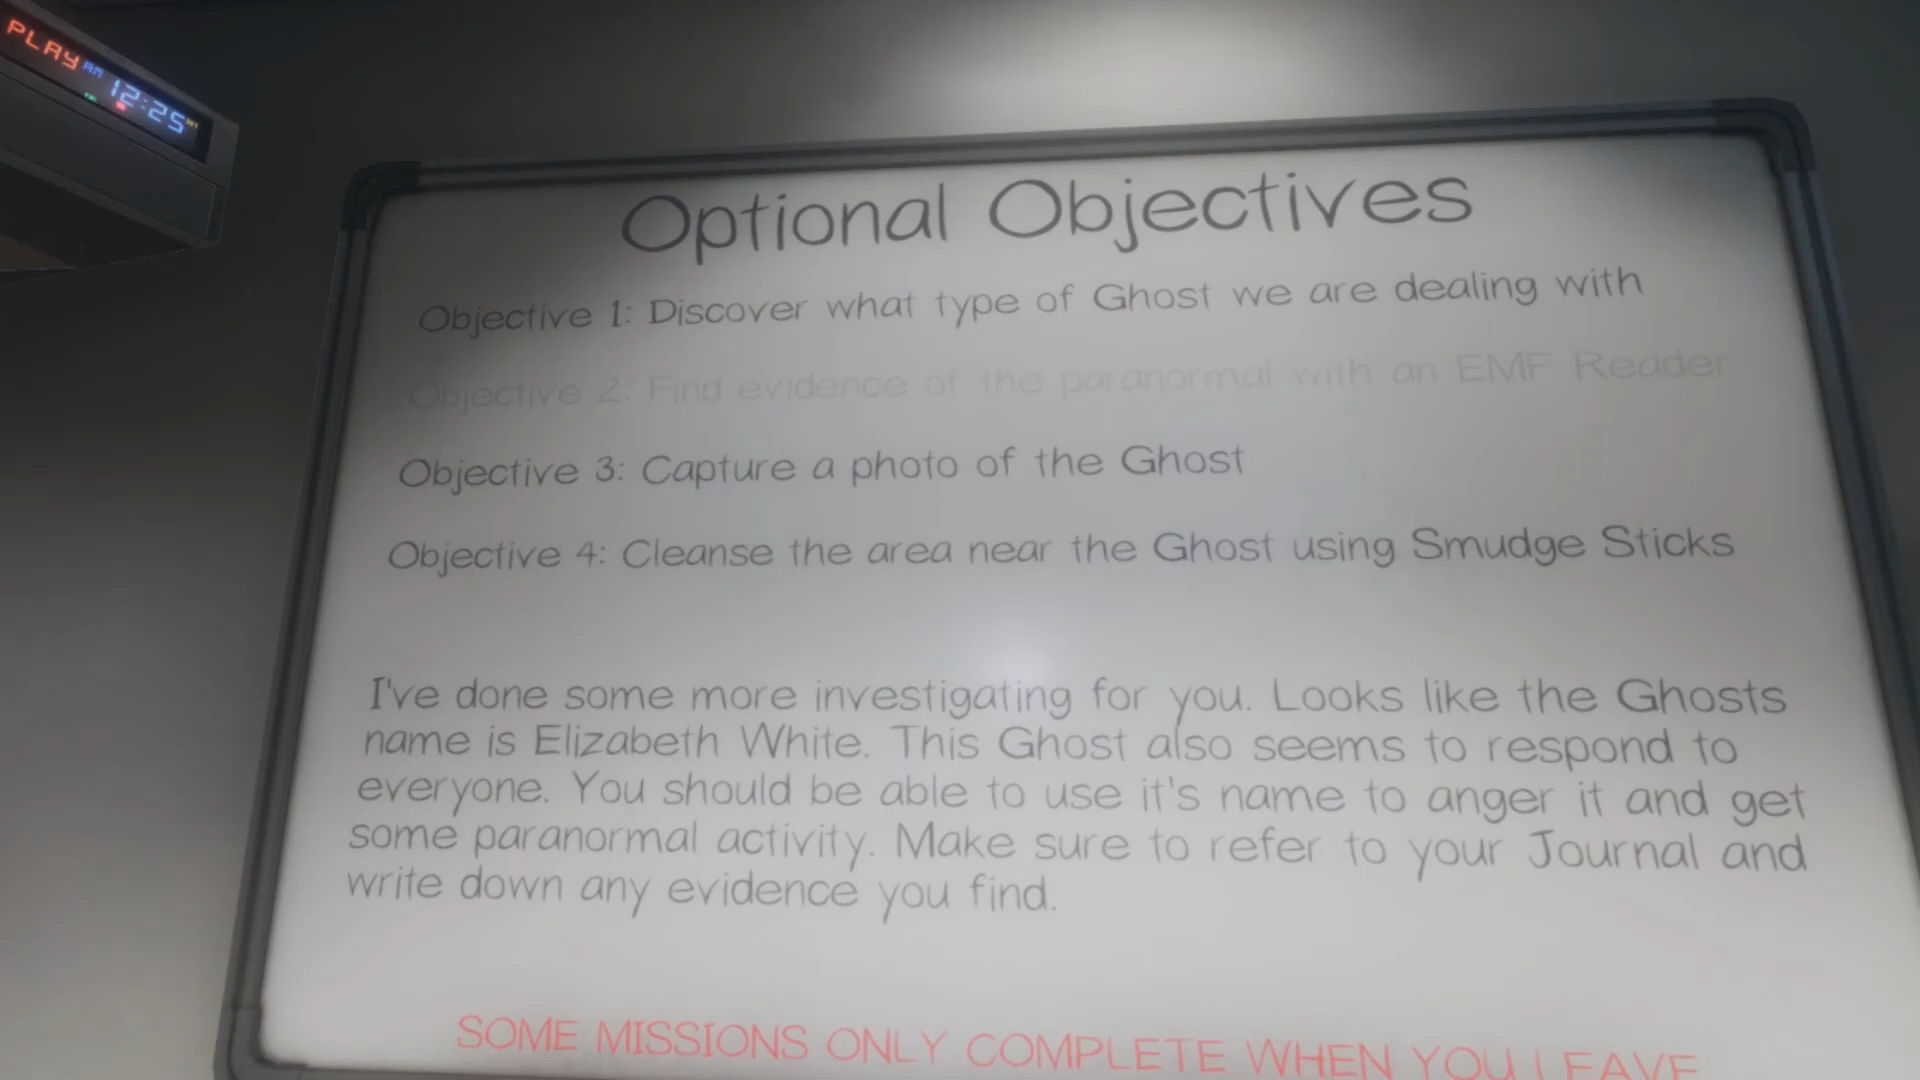 PLAY AM 12:25
Optional Objectives
Objective 1: Discover what type of Ghost we are dealing with
Objective 2: Find evidence of the paranormal with an EMF Reader
Objective 3: Capture a photo of the Ghost
Objective 4: Cleanse the area near the Ghost using Smudge Sticks
I've done some more investigating for you. Looks like the Ghosts
name is Elizabeth White. This Ghost also seems to respond to
everyone. You should be able to use it's name to anger it and get
some paranormal activity. Make sure to refer to your Journal and
write down any evidence you find.
SOME MISSIONS ONLY COMPLETE WHEN YOU LEAVE